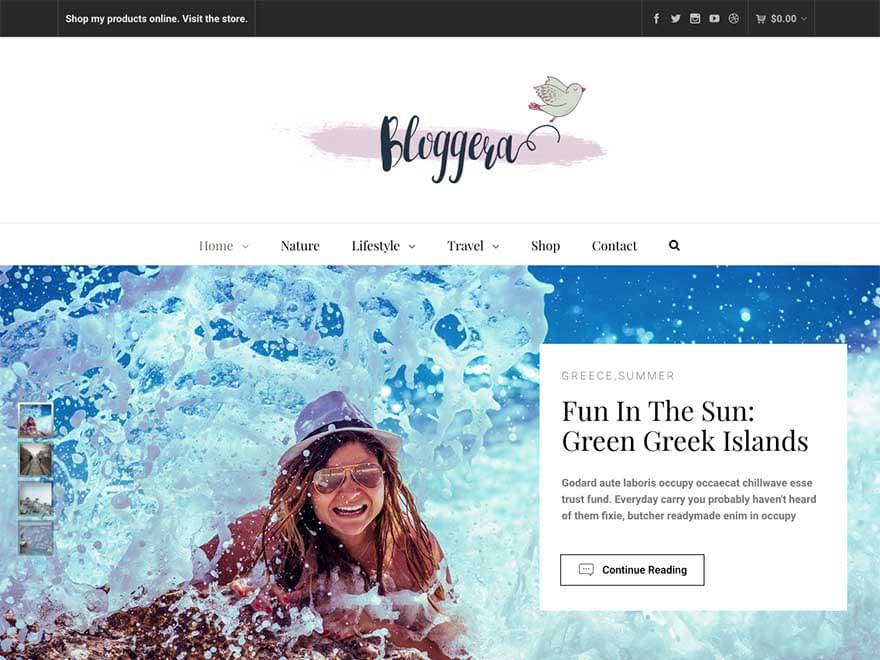 Shop my products online. Visit the store.
$0.00
Bloggera
Home
Nature
Lifestyle
Travel
Shop
Contact
GREECE,SUMMER
Fun In The Sun:
Green Greek Islands
Godard aute laboris occupy occaecat chillwave esse
trust fund. Everyday carry you probably haven't heard
of them fixie, butcher readymade enim in occupy
Continue Reading